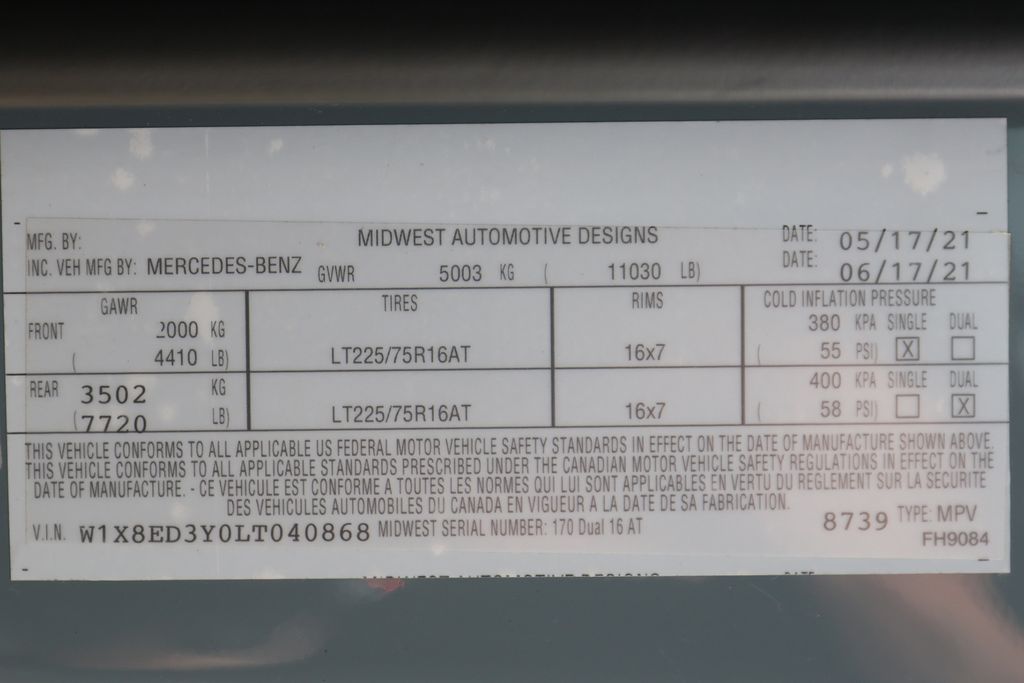 MFG. BY: MIDWEST AUTOMOTIVE DESIGNS DATE: 05/17/21
INC. VEH MFG BY: MERCEDES-BENZ GVWR 5003 KG ( 11030 LB) DATE: 06/17/21
GAWR TIRES RIMS COLD INFLATION PRESSURE
FRONT 2000 KG 380 KPA SINGLE DUAL
( 4410 LB) LT225/75R16AT 16x7 ( 55 PSI) X
REAR 3502 KG 400 KPA SINGLE DUAL
(7720 LB) LT225/75R16AT 16x7 ( 58 PSI) X
THIS VEHICLE CONFORMS TO ALL APPLICABLE US FEDERAL MOTOR VEHICLE SAFETY STANDARDS IN EFFECT ON THE DATE OF MANUFACTURE SHOWN ABOVE.
THIS VEHICLE CONFORMS TO ALL APPLICABLE STANDARDS PRESCRIBED UNDER THE CANADIAN MOTOR VEHICLE SAFETY REGULATIONS IN EFFECT ON THE
DATE OF MANUFACTURE. - CE VEHICULE EST CONFORME A TOUTES LES NORMES QUI LUI SONT APPLICABLES EN VERTU DU REGLEMENT SUR LA SECURITE
DES VEHICULES AUTOMOBILES DU CANADA EN VIGUEUR A LA DATE DE SA FABRICATION.
V.I.N. W1X8ED3Y0LT040868 MIDWEST SERIAL NUMBER: 170 Dual 16 AT 8739 TYPE: MPV
FH9084